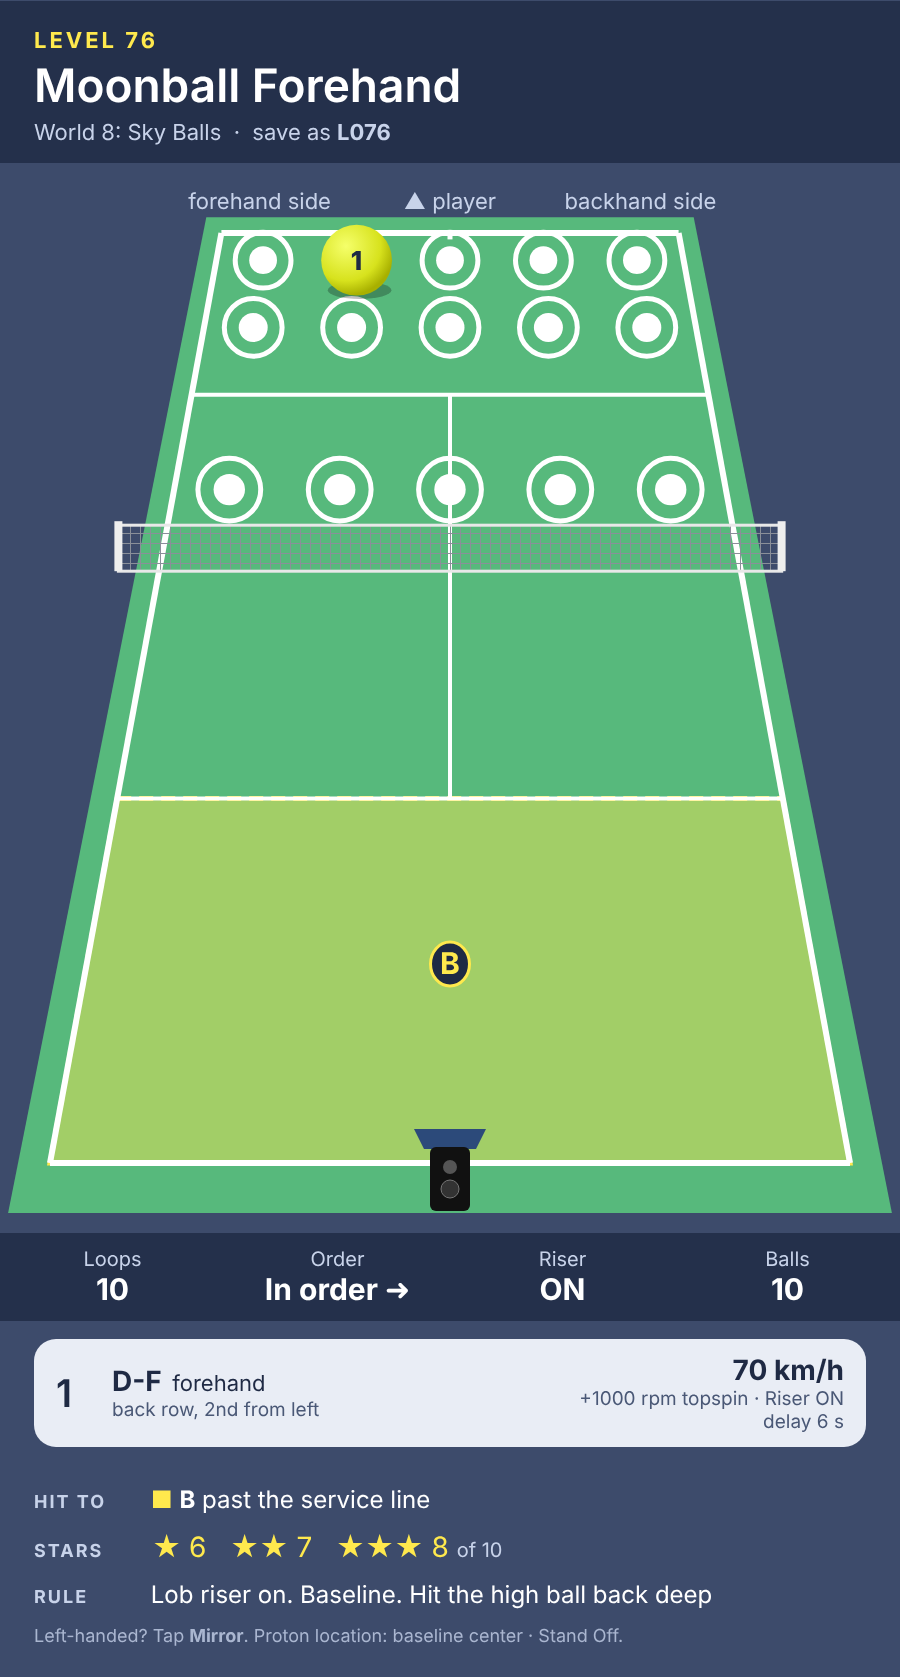 LEVEL 76
Moonball Forehand
World 8: Sky Balls · save as L076
forehand side ▲ player backhand side
1
B
Loops Order Riser Balls
10 In order → ON 10
1 D-F forehand 70 km/h
back row, 2nd from left +1000 rpm topspin · Riser ON
delay 6 s
HIT TO ■ B past the service line
STARS ★ 6 ★★ 7 ★★★ 8 of 10
RULE Lob riser on. Baseline. Hit the high ball back deep
Left-handed? Tap Mirror. Proton location: baseline center · Stand Off.